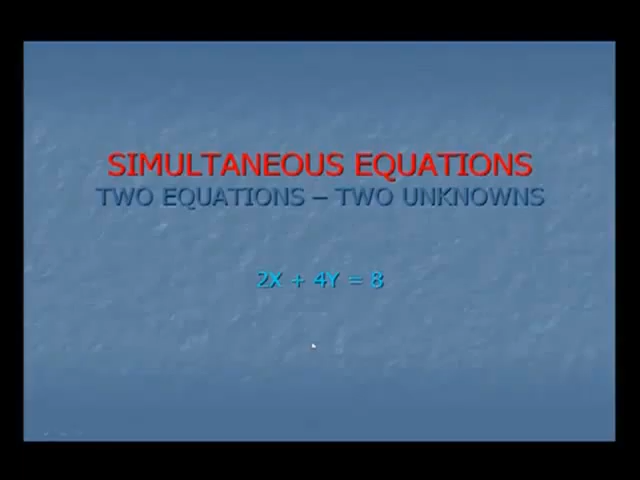 SIMULTANEOUS EQUATIONS
TWO EQUATIONS – TWO UNKNOWNS
2X + 4Y = 8